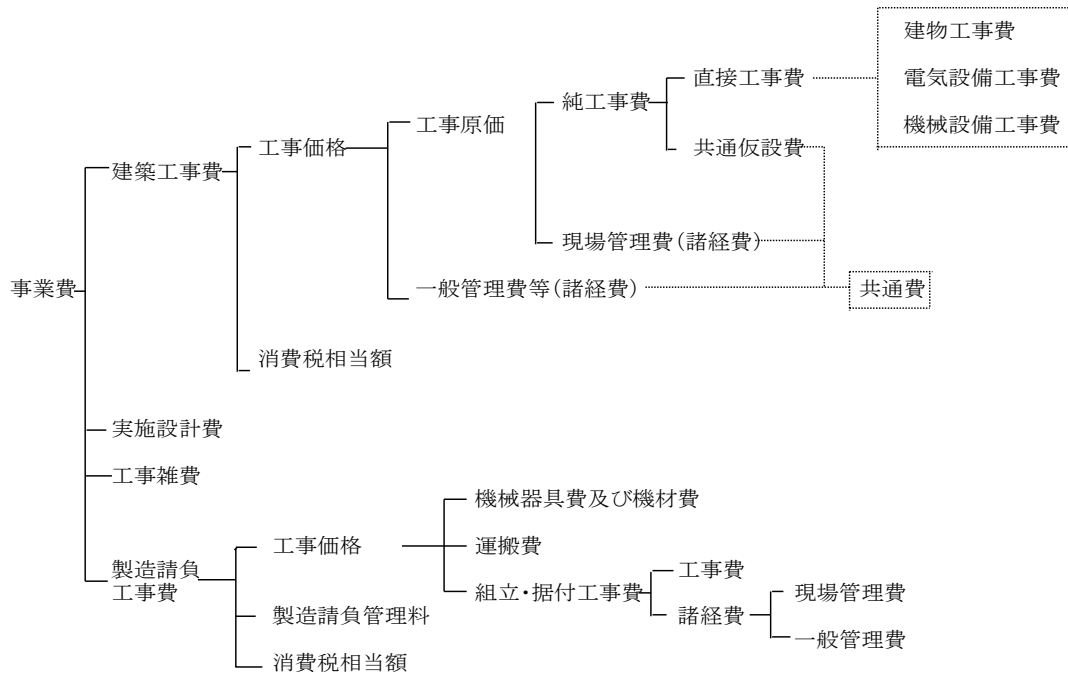 建物工事費
電気設備工事費
機械設備工事費
直接工事費
純工事費
工事原価
共通仮設費
工事価格
建築工事費
現場管理費（諸経費）
事業費
一般管理費等（諸経費）
共通費
消費税相当額
実施設計費
工事雑費
機械器具費及び機材費
工事価格
運搬費
製造請負
工事費
組立・据付工事費
工事費
諸経費
現場管理費
製造請負管理料
一般管理費
消費税相当額